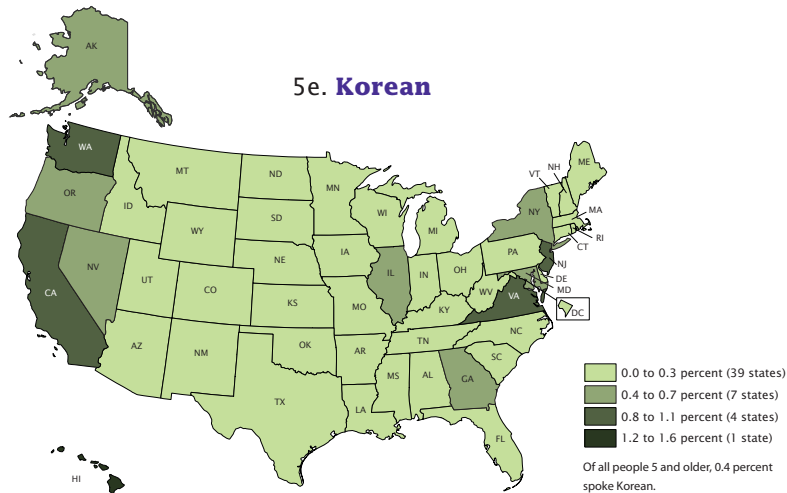 AK
5e. Korean
WA
MT
ND
MN
VT
NH
ME
OR
ID
SD
WI
MI
NY
MA
RI
CT
WY
NV
UT
NE
IA
PA
NJ
CA
CO
KS
IL
IN
OH
DE
MD
MO
WV
VA
KY
DC
AZ
NM
OK
AR
TN
NC
SC
MS
AL
GA
TX
LA
FL
HI
0.0 to 0.3 percent (39 states)
0.4 to 0.7 percent (7 states)
0.8 to 1.1 percent (4 states)
1.2 to 1.6 percent (1 state)
Of all people 5 and older, 0.4 percent
spoke Korean.